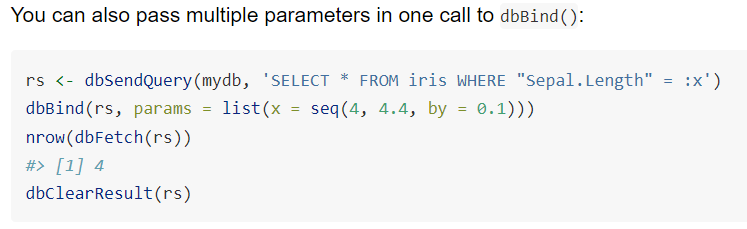 You can also pass multiple parameters in one call to dbBind():
rs <- dbSendQuery(mydb, 'SELECT * FROM iris WHERE "Sepal.Length" = :x')
dbBind(rs, params = list(x = seq(4, 4.4, by = 0.1)))
nrow(dbFetch(rs))
#> [1] 4
dbClearResult(rs)